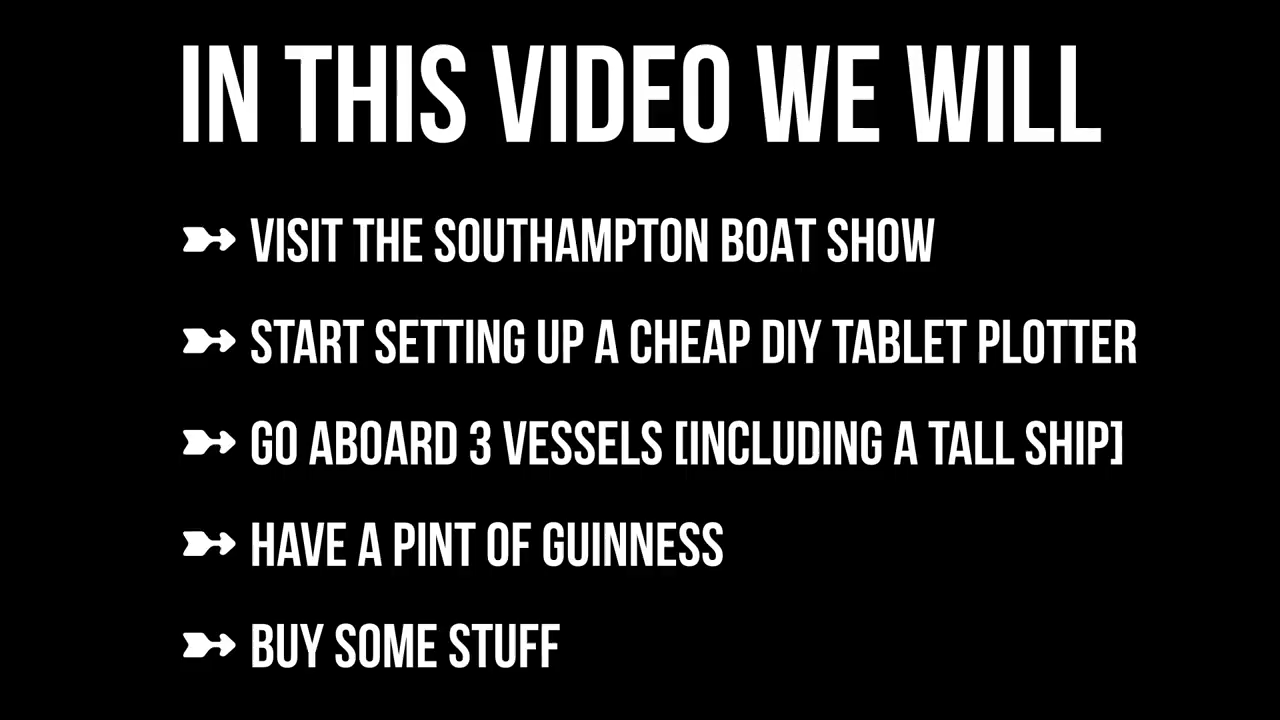 IN THIS VIDEO WE WILL
➳ VISIT THE SOUTHAMPTON BOAT SHOW
➳ START SETTING UP A CHEAP DIY TABLET PLOTTER
➳ GO ABOARD 3 VESSELS [INCLUDING A TALL SHIP]
➳ HAVE A PINT OF GUINNESS
➳ BUY SOME STUFF